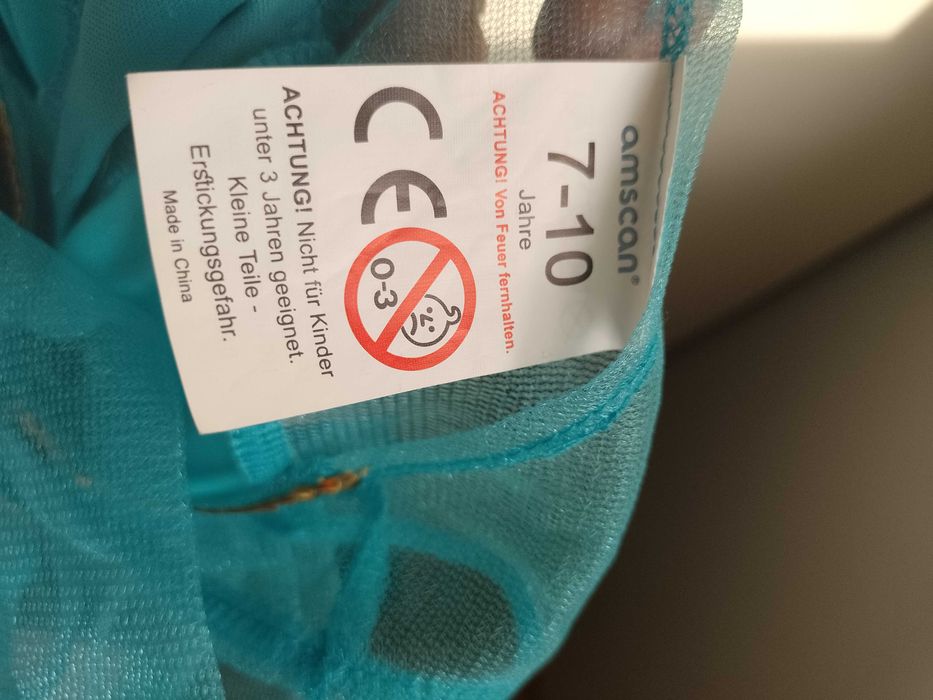 amscan®
7-10
Jahre
ACHTUNG! Von Feuer fernhalten.
CE
0-3
ACHTUNG! Nicht für Kinder
unter 3 Jahren geeignet.
Kleine Teile -
Erstickungsgefahr.
Made in China